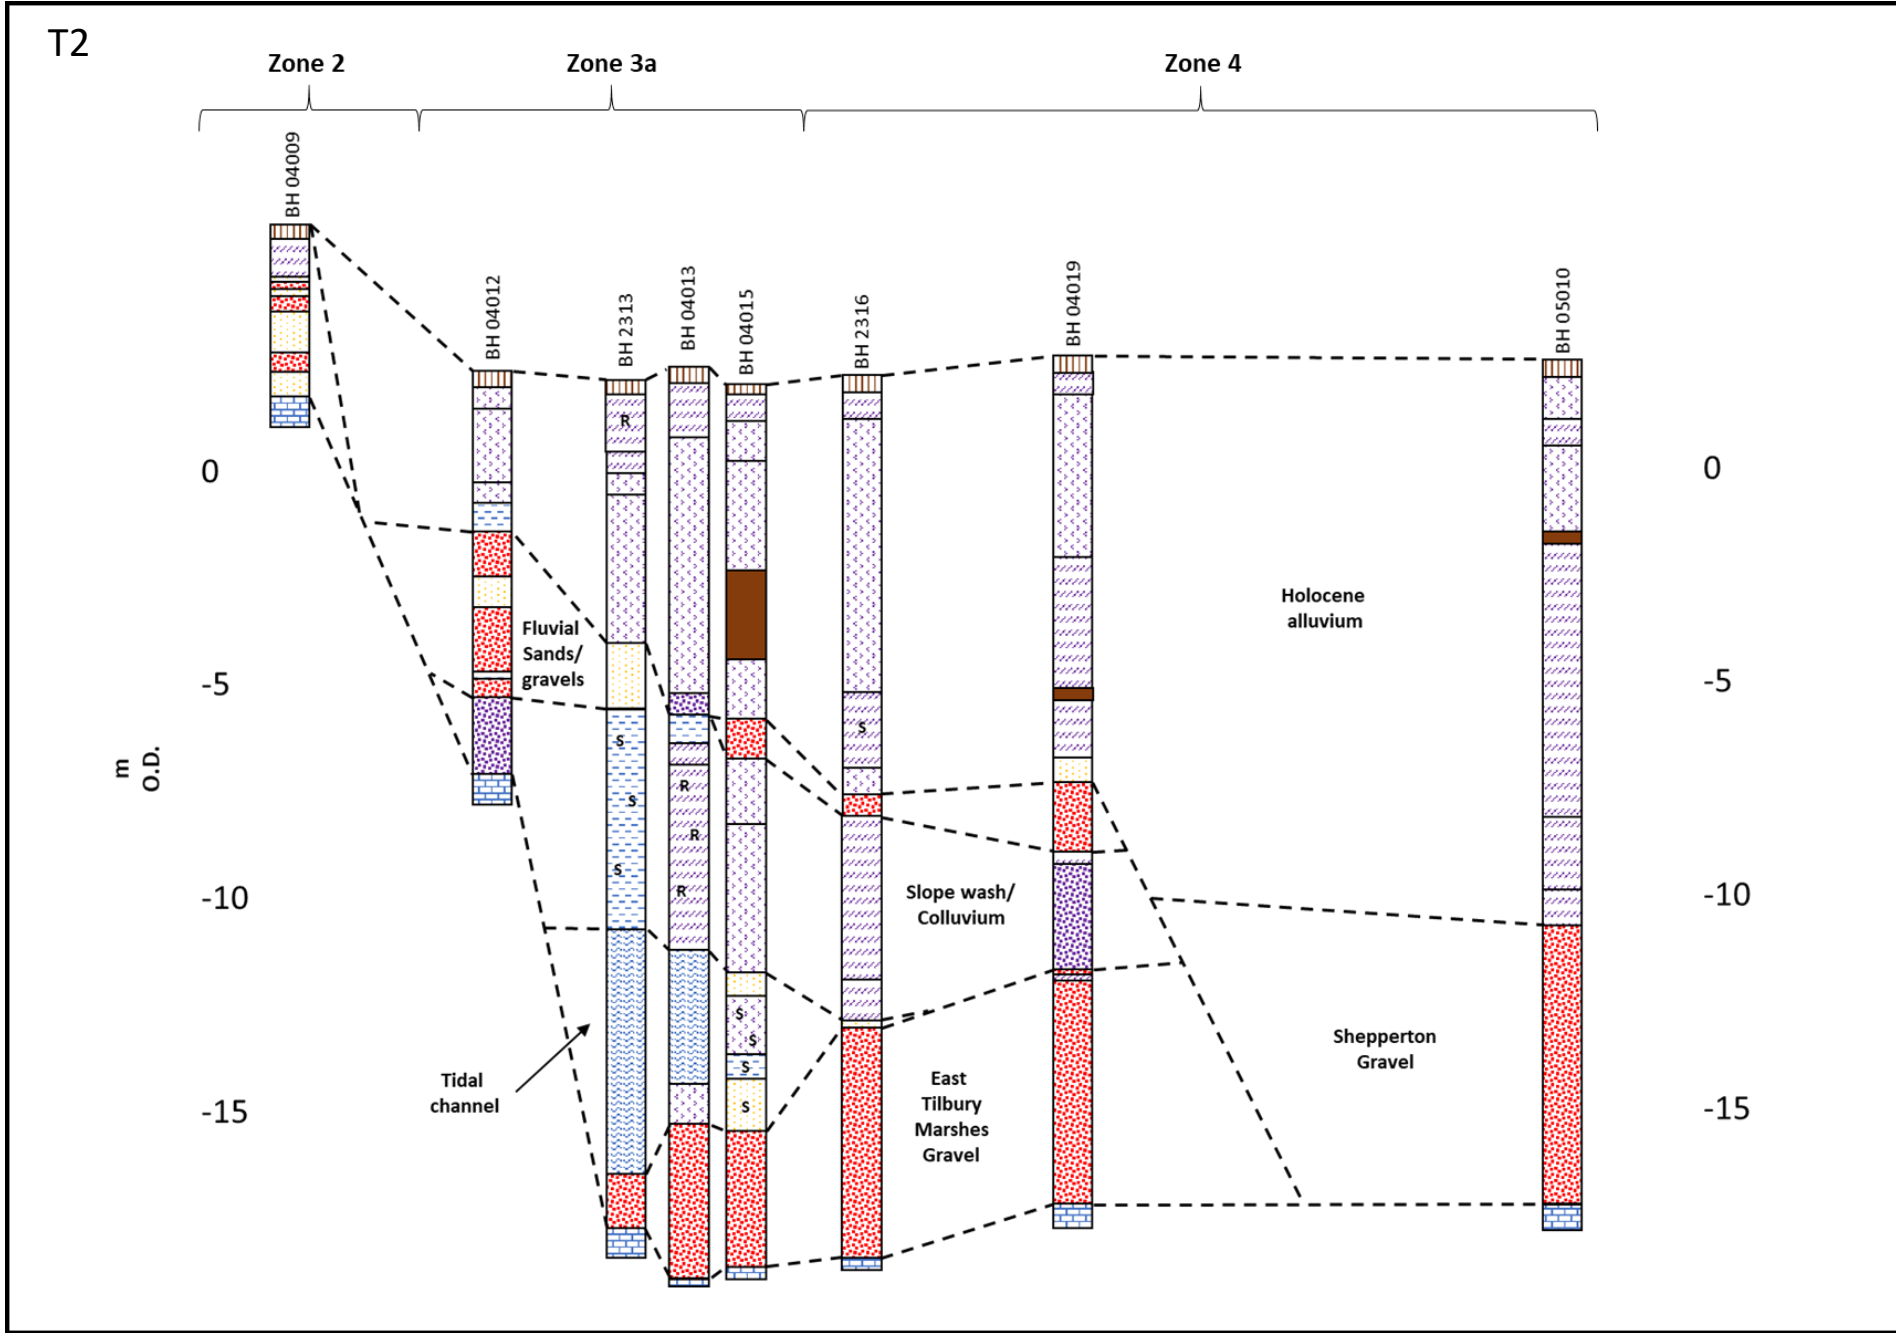 T2
Zone 2
Zone 3a
Zone 4
BH 04009
BH 04012
BH 2313
BH 04013
BH 04015
BH 2316
BH 04019
BH 05010
R
0
0
Holocene
alluvium
Fluvial
Sands/
gravels
-5
-5
m
O.D.
S
S
S
S
R
R
R
-10
-10
Slope wash/
Colluvium
S
S
S
S
Tidal
channel
East
Tilbury
Marshes
Gravel
Shepperton
Gravel
-15
-15